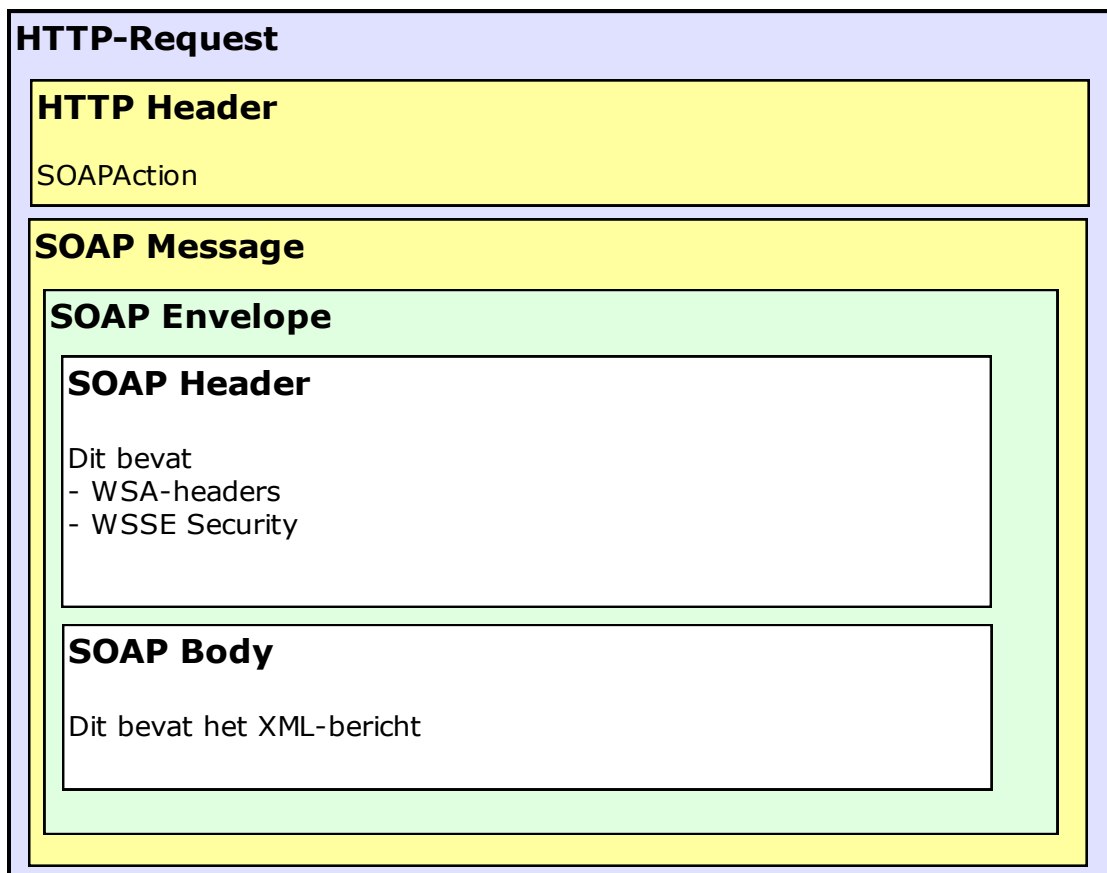 HTTP-Request
HTTP Header
SOAPAction
SOAP Message
SOAP Envelope
SOAP Header
Dit bevat
- WSA-headers
- WSSE Security
SOAP Body
Dit bevat het XML-bericht